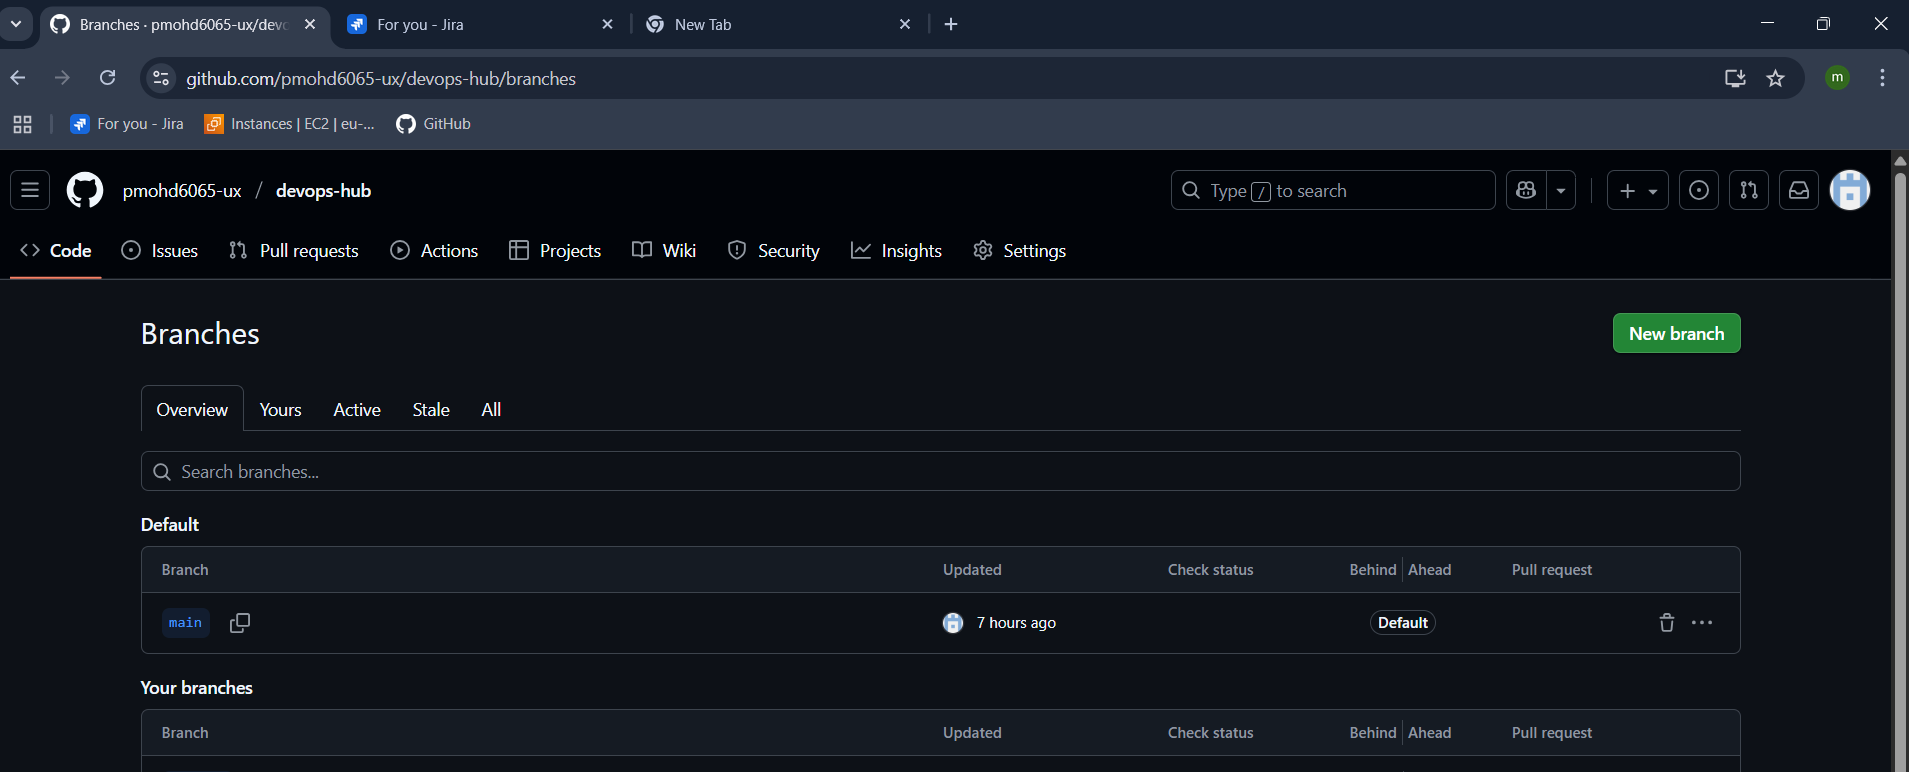 Branches · pmohd6065-ux/devo
For you - Jira
New Tab
github.com/pmohd6065-ux/devops-hub/branches
m
For you - Jira
Instances | EC2 | eu-...
GitHub
pmohd6065-ux / devops-hub
Type / to search
Code
Issues
Pull requests
Actions
Projects
Wiki
Security
Insights
Settings
Branches
New branch
Overview
Yours
Active
Stale
All
Search branches...
Default
Branch
Updated
Check status
Behind
Ahead
Pull request
main
7 hours ago
Default
Your branches
Branch
Updated
Check status
Behind
Ahead
Pull request